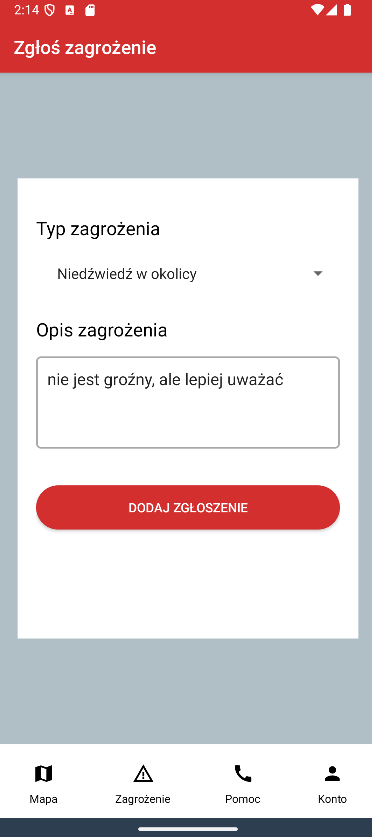 2:14
Zgłoś zagrożenie
Typ zagrożenia
Niedźwiedź w okolicy
Opis zagrożenia
nie jest groźny, ale lepiej uważać
DODAJ ZGŁOSZENIE
Mapa
Zagrożenie
Pomoc
Konto